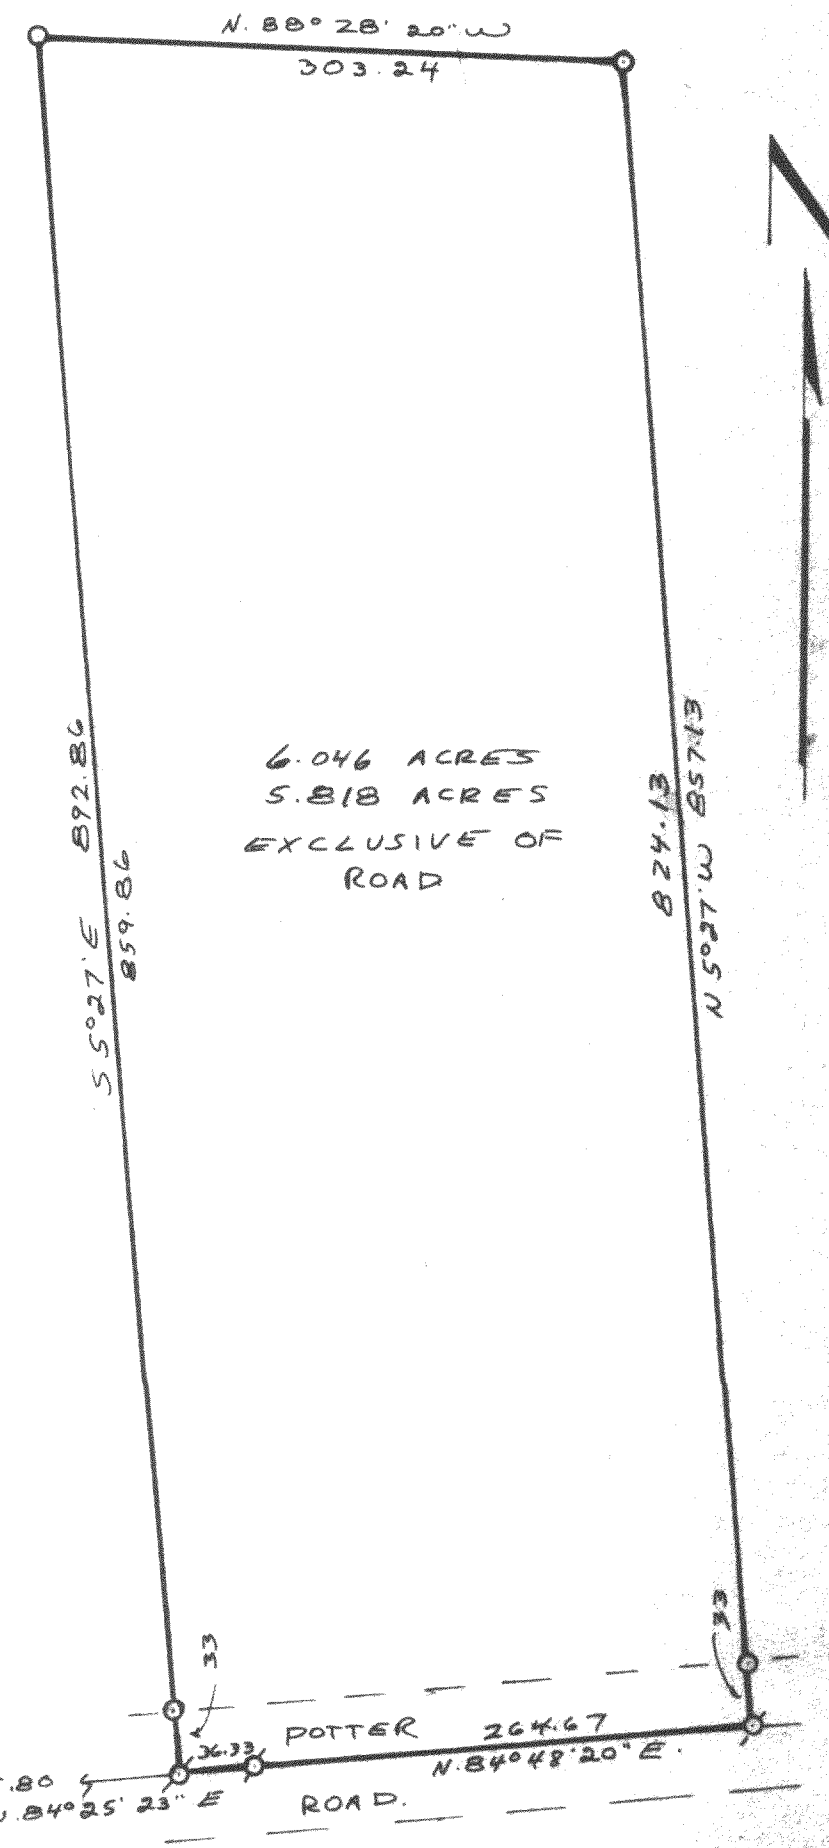 N. 88° 28' 20" W
303.24
S 5° 27' E 892.86
859.86
6.046 ACRES
5.818 ACRES
EXCLUSIVE OF
ROAD
824.13
N 5° 27' W 857.13
33
33
36.33
POTTER 264.67
N. 84° 48' 20" E.
.80
N. 84° 25' 23" E
ROAD.